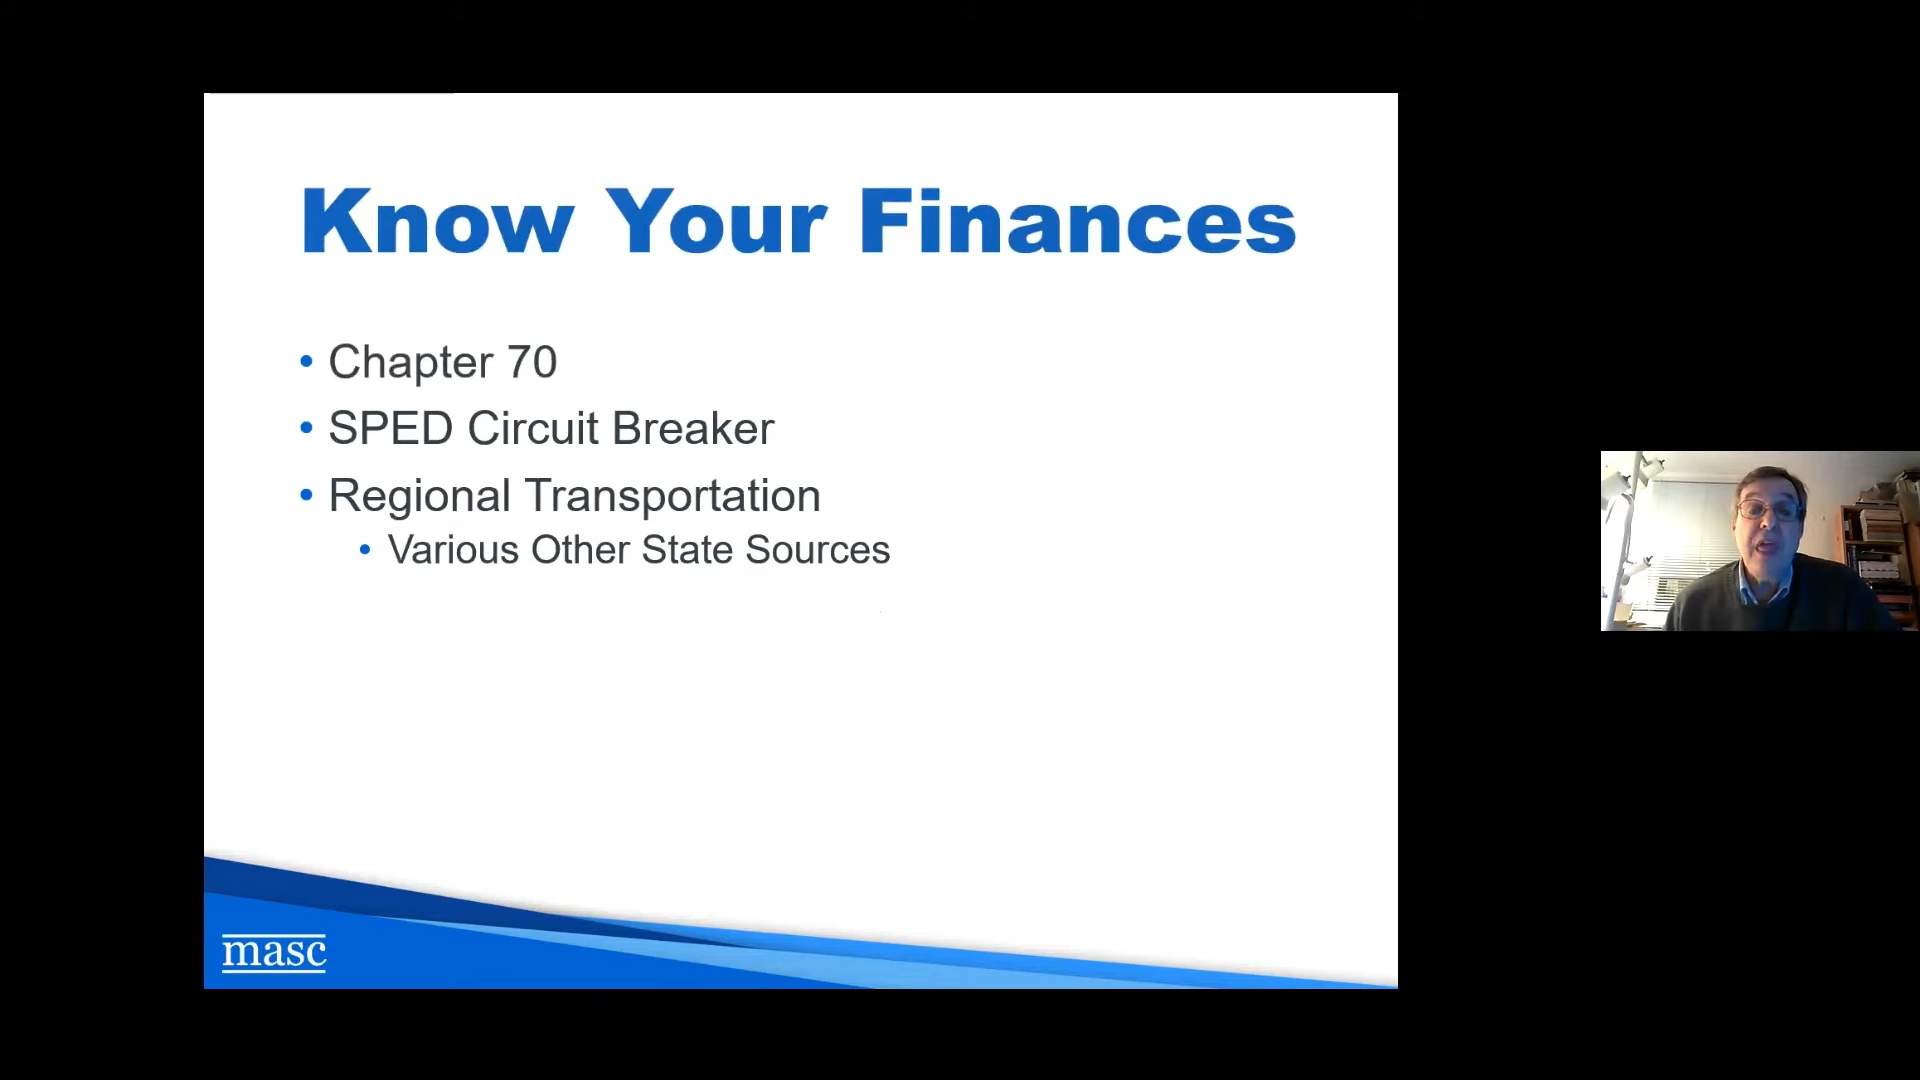 Know Your Finances
• Chapter 70
• SPED Circuit Breaker
• Regional Transportation
• Various Other State Sources
masc